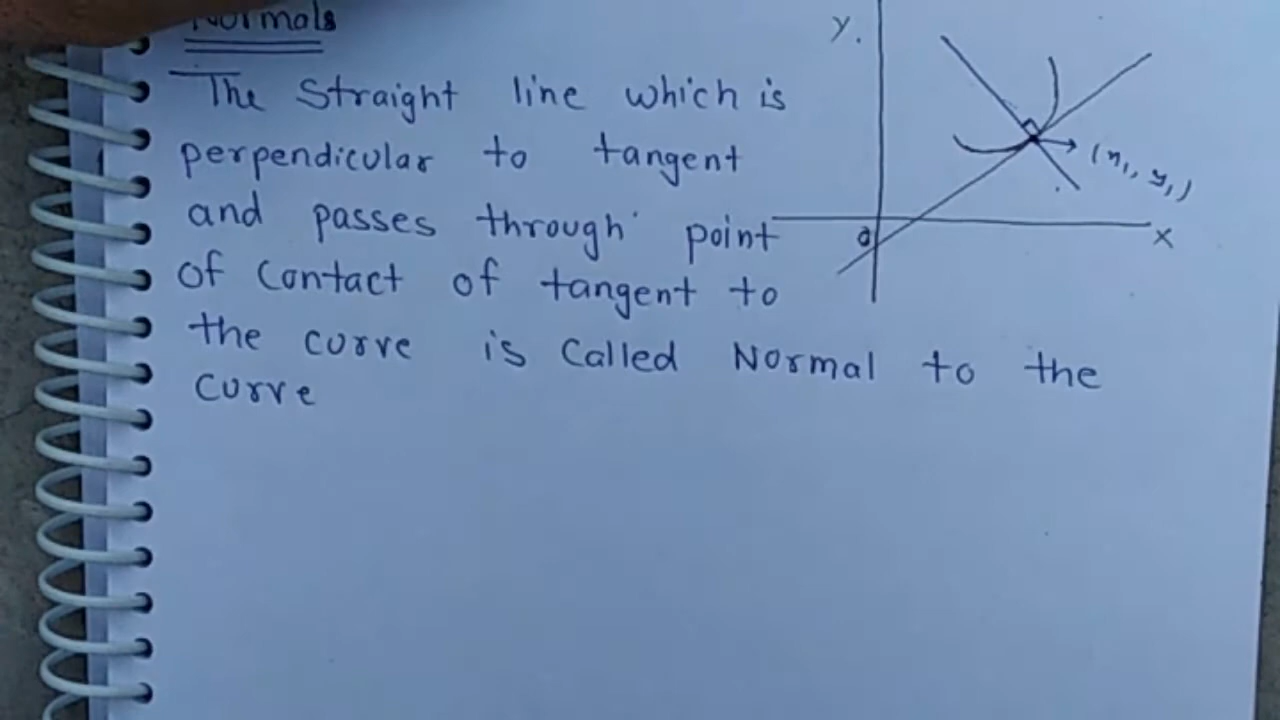 Normals
The straight line which is
perpendicular to tangent
and passes through point
of contact of tangent to
the curve is called Normal to the
curve
y.
(x₁, y₁)
0
x